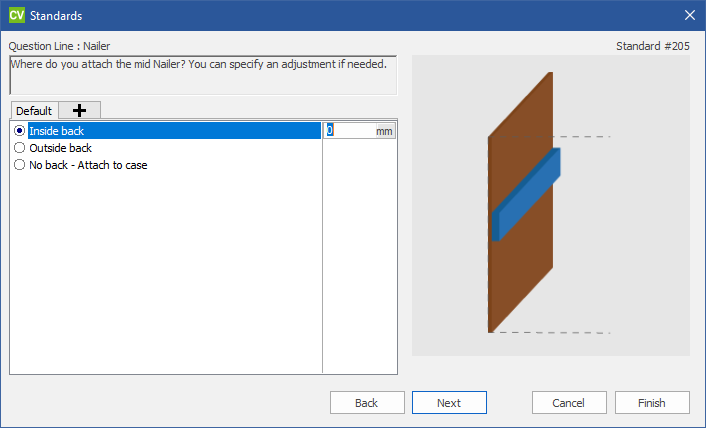 CV Standards
Question Line : Nailer
Standard #205
Where do you attach the mid Nailer? You can specify an adjustment if needed.
Default
Inside back
0 mm
Outside back
No back - Attach to case
Back
Next
Cancel
Finish